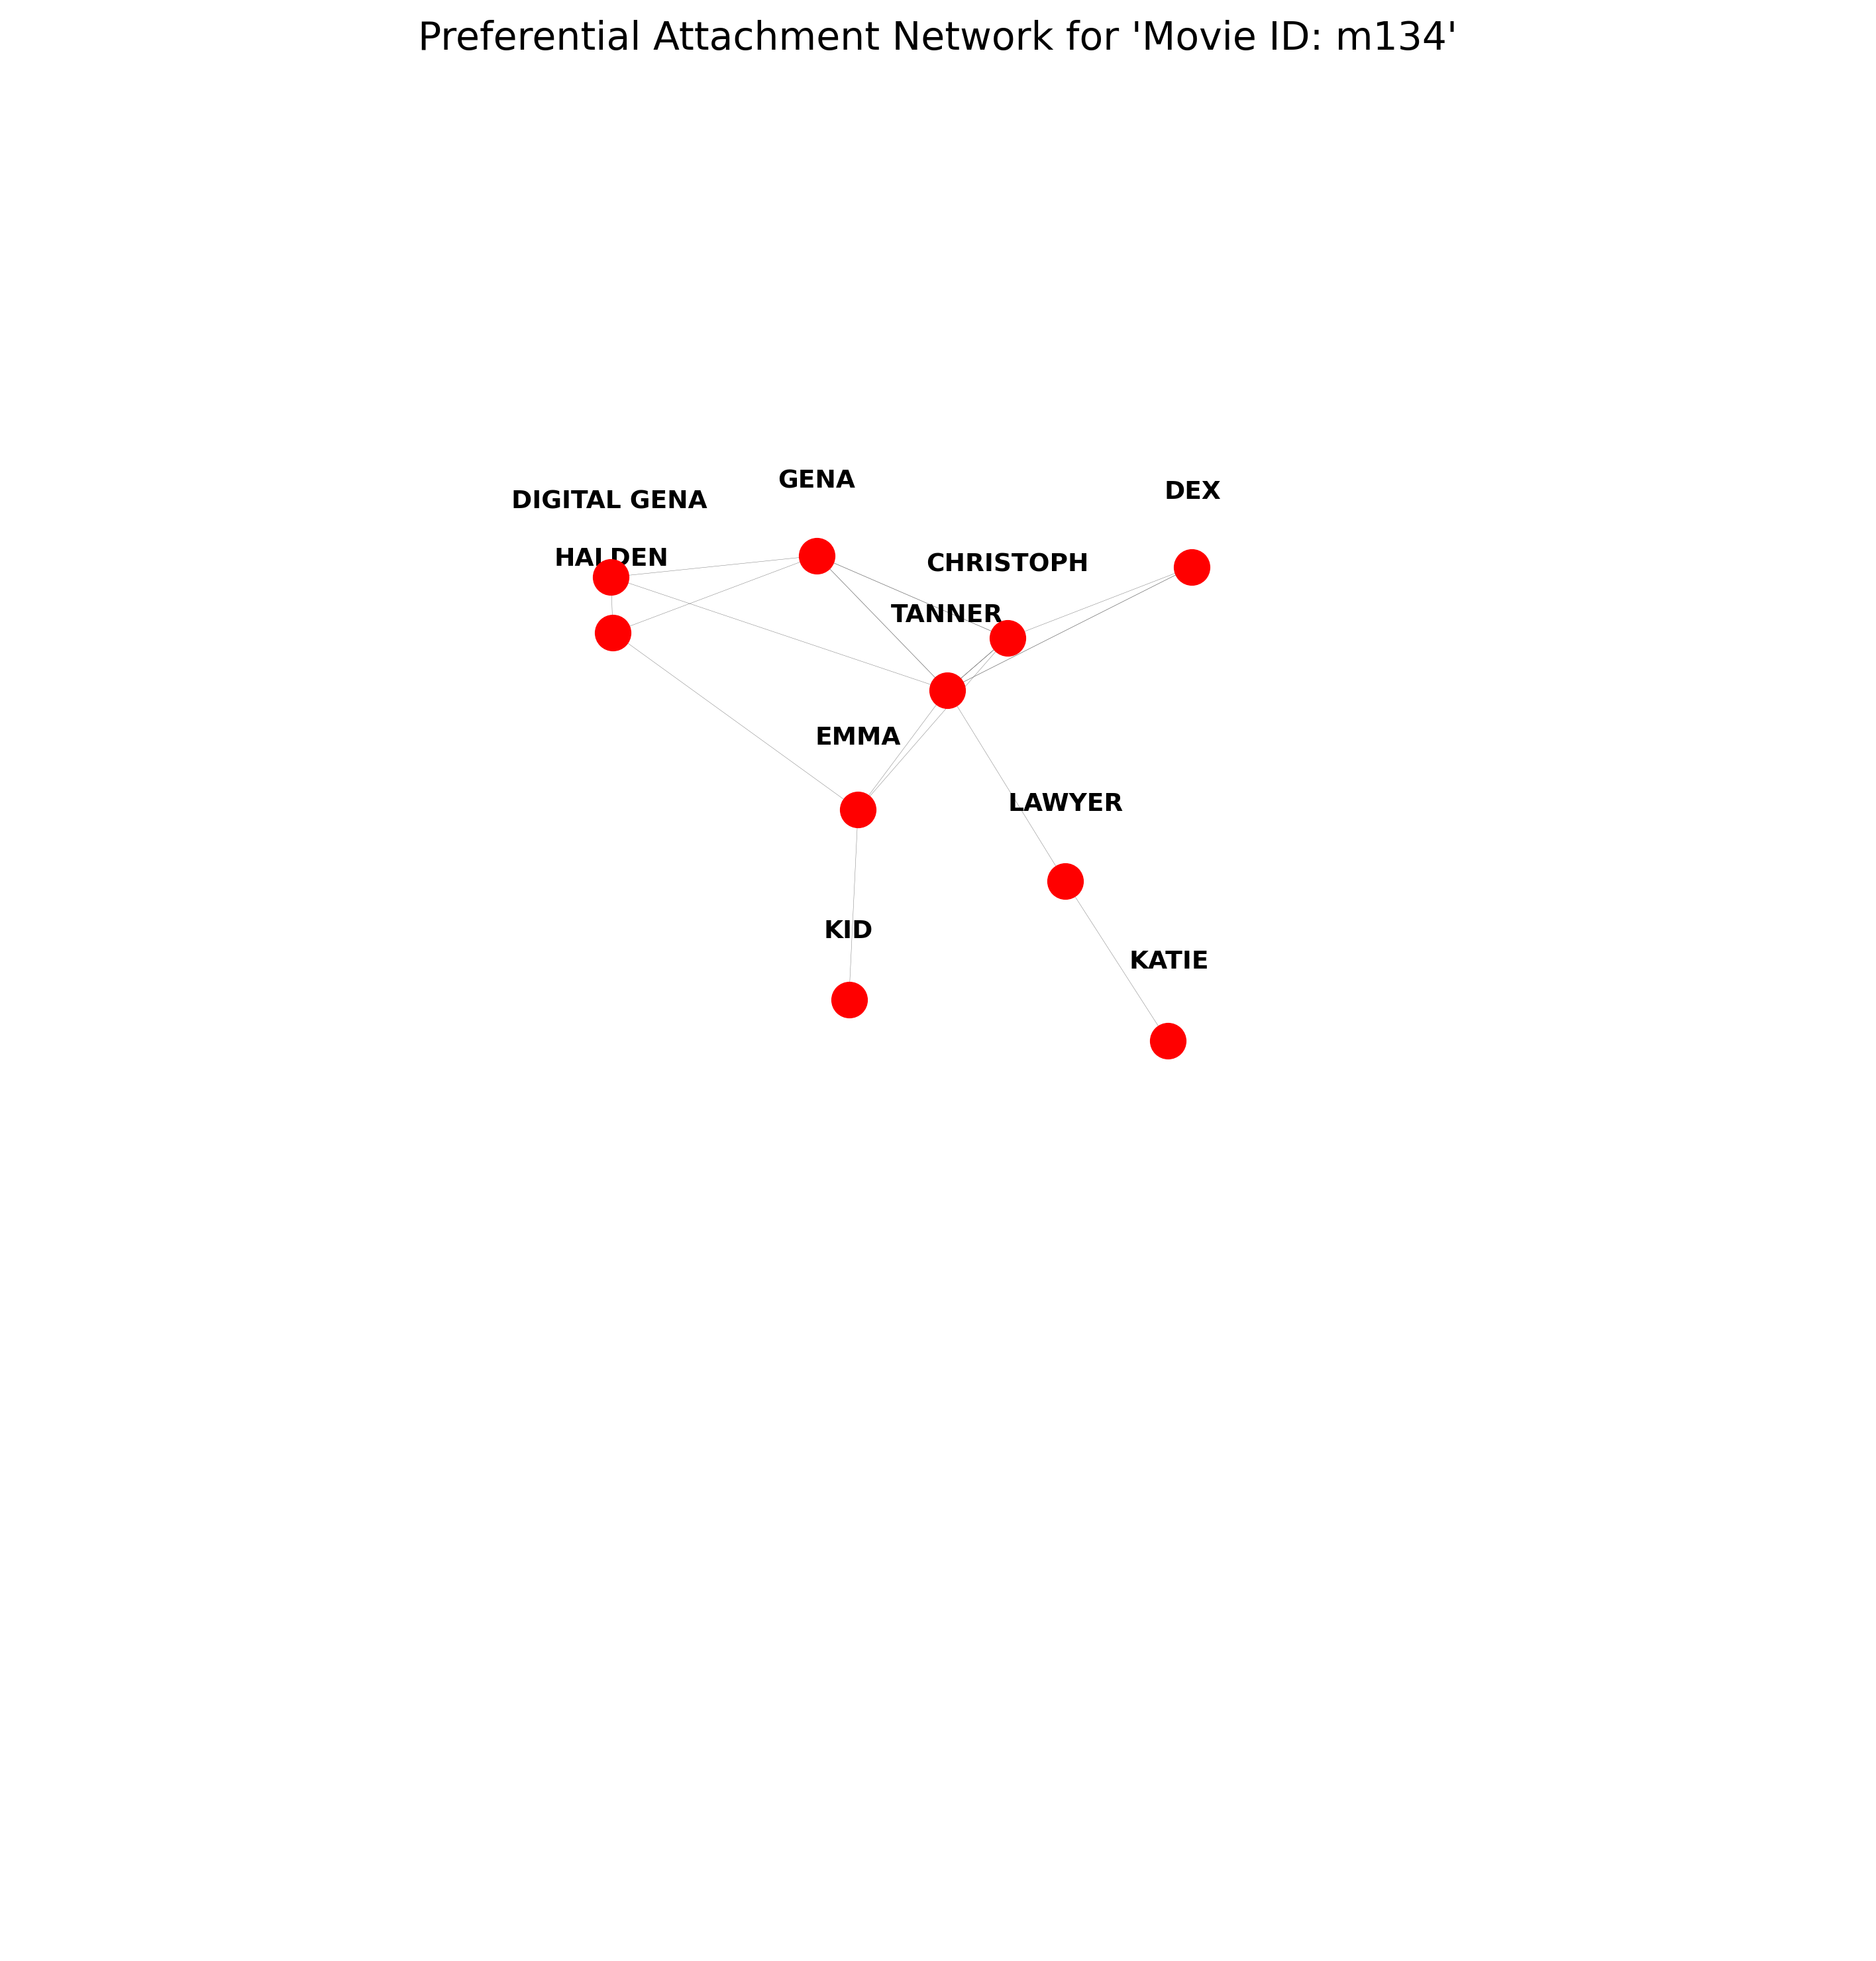 Preferential Attachment Network for 'Movie ID: m134'
GENA
DEX
DIGITAL GENA
HALDEN
CHRISTOPH
TANNER
EMMA
LAWYER
KID
KATIE